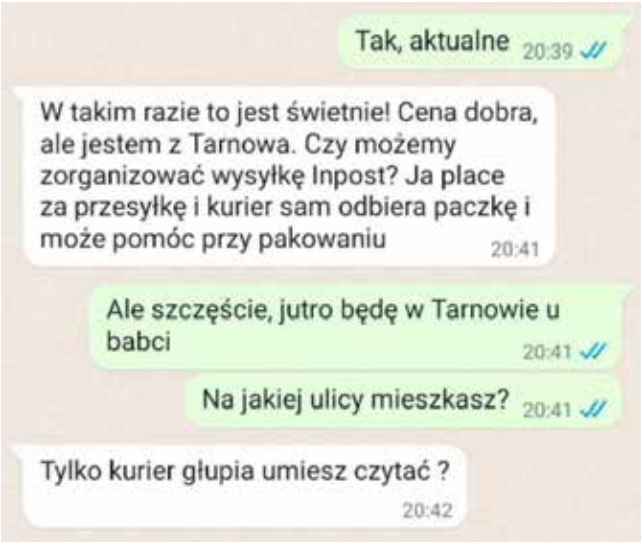 Tak, aktualne 20:39
W takim razie to jest świetnie! Cena dobra,
ale jestem z Tarnowa. Czy możemy
zorganizować wysyłkę Inpost? Ja place
za przesyłkę i kurier sam odbiera paczkę i
może pomóc przy pakowaniu 20:41
Ale szczęście, jutro będę w Tarnowie u
babci 20:41
Na jakiej ulicy mieszkasz? 20:41
Tylko kurier głupia umiesz czytać ?
20:42